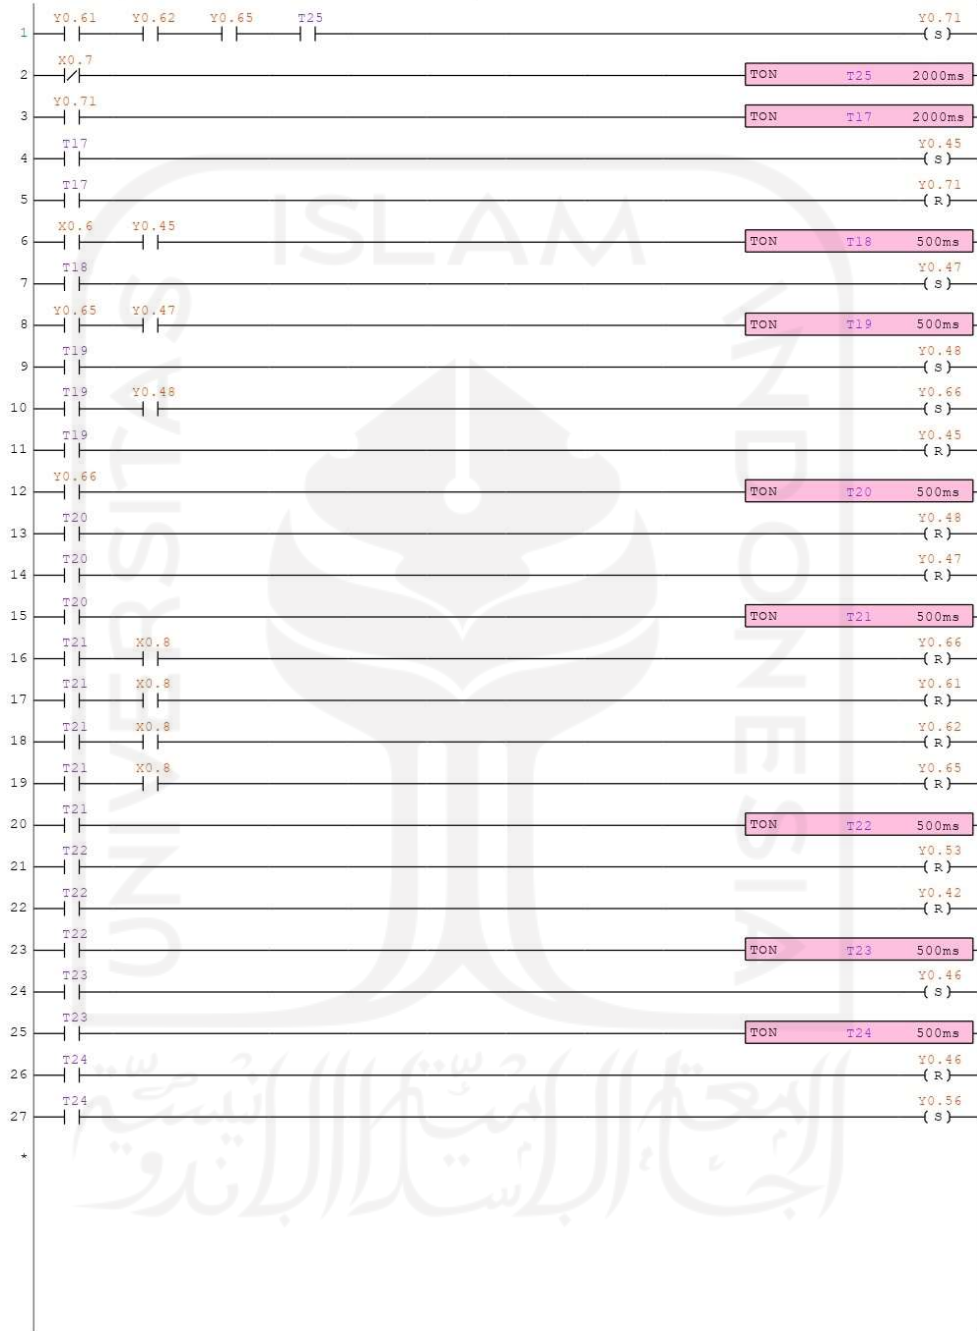 Y0.61 Y0.62 Y0.65 T25 Y0.71
1 ( S )
X0.7
2 TON T25 2000ms
Y0.71
3 TON T17 2000ms
T17 Y0.45
4 ( S )
T17 Y0.71
5 ( R )
X0.6 Y0.45
6 TON T18 500ms
T18 Y0.47
7 ( S )
Y0.65 Y0.47
8 TON T19 500ms
T19 Y0.48
9 ( S )
T19 Y0.48 Y0.66
10 ( S )
T19 Y0.45
11 ( R )
Y0.66
12 TON T20 500ms
T20 Y0.48
13 ( R )
T20 Y0.47
14 ( R )
T20
15 TON T21 500ms
T21 X0.8 Y0.66
16 ( R )
T21 X0.8 Y0.61
17 ( R )
T21 X0.8 Y0.62
18 ( R )
T21 X0.8 Y0.65
19 ( R )
T21
20 TON T22 500ms
T22 Y0.53
21 ( R )
T22 Y0.42
22 ( R )
T22
23 TON T23 500ms
T23 Y0.46
24 ( S )
T23
25 TON T24 500ms
T24 Y0.46
26 ( R )
T24 Y0.56
27 ( S )
*
UNIVERSITAS
ISLAM
INDONESIA